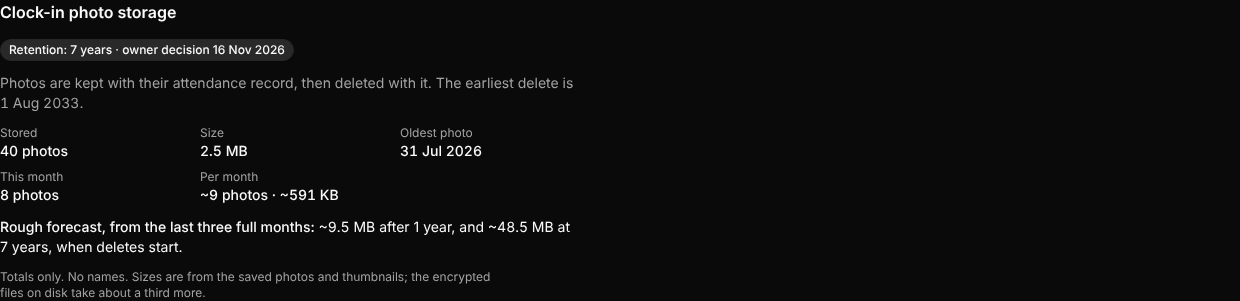 Clock-in photo storage
Retention: 7 years · owner decision 16 Nov 2026
Photos are kept with their attendance record, then deleted with it. The earliest delete is
1 Aug 2033.
Stored
40 photos
Size
2.5 MB
Oldest photo
31 Jul 2026
This month
8 photos
Per month
~9 photos · ~591 KB
Rough forecast, from the last three full months: ~9.5 MB after 1 year, and ~48.5 MB at
7 years, when deletes start.
Totals only. No names. Sizes are from the saved photos and thumbnails; the encrypted
files on disk take about a third more.